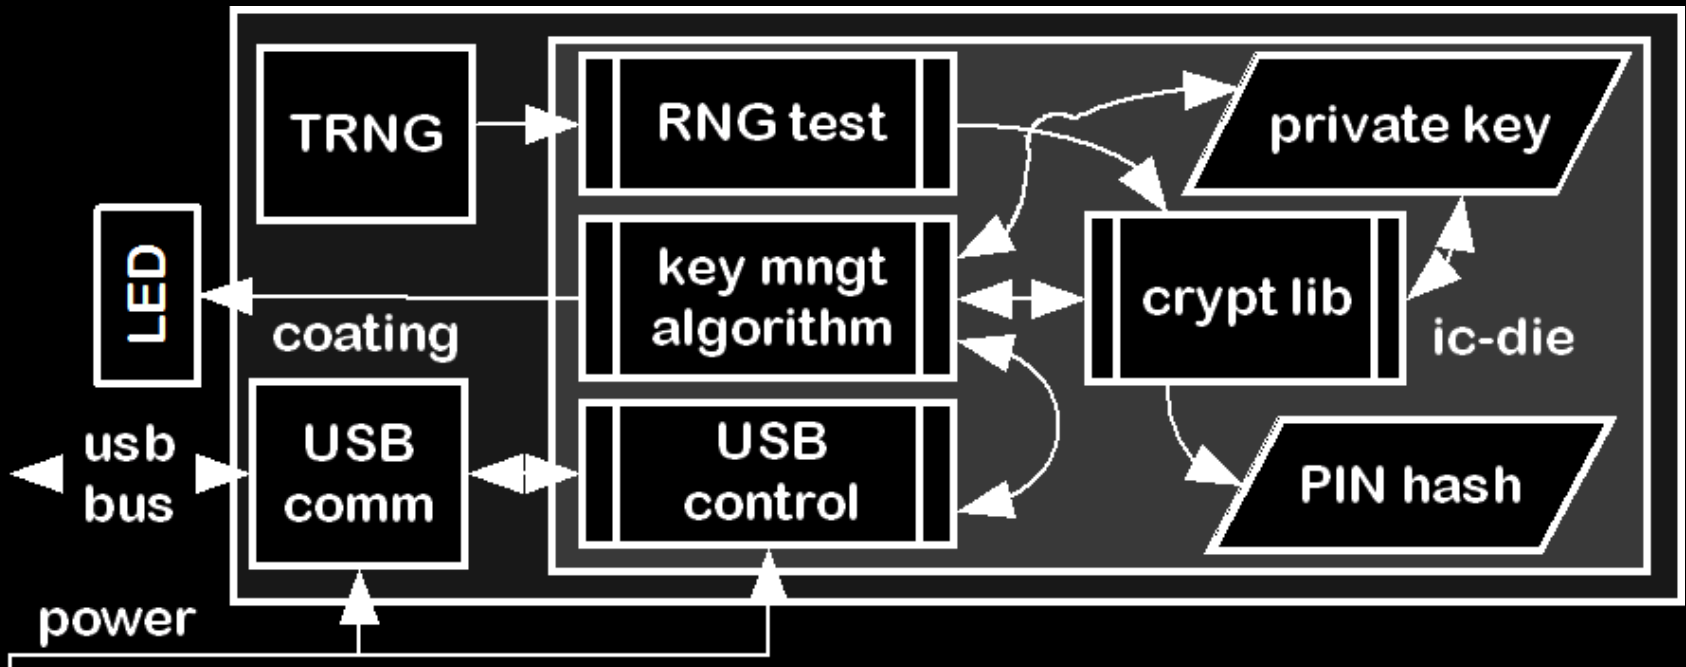 TRNG
RNG test
private key
LED
key mngt
algorithm
crypt lib
coating
ic-die
usb
bus
USB
comm
USB
control
PIN hash
power